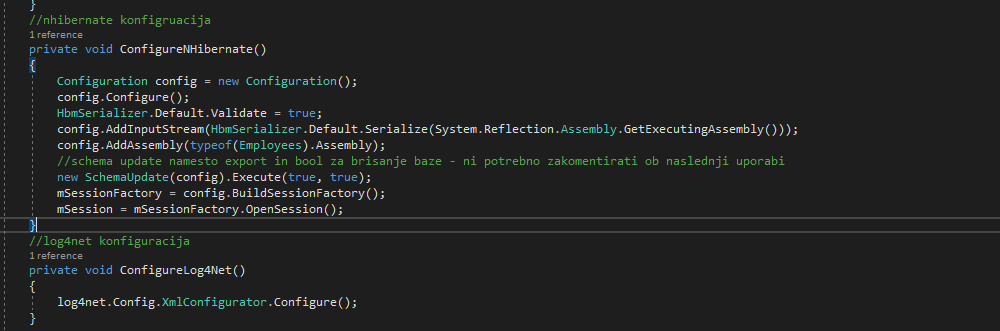 }
//nhibernate konfigruacija
1 reference
private void ConfigureNHibernate()
{
Configuration config = new Configuration();
config.Configure();
HbmSerializer.Default.Validate = true;
config.AddInputStream(HbmSerializer.Default.Serialize(System.Reflection.Assembly.GetExecutingAssembly()));
config.AddAssembly(typeof(Employees).Assembly);
//schema update namesto export in bool za brisanje baze - ni potrebno zakomentirati ob naslednji uporabi
new SchemaUpdate(config).Execute(true, true);
mSessionFactory = config.BuildSessionFactory();
mSession = mSessionFactory.OpenSession();
}
//log4net konfiguracija
1 reference
private void ConfigureLog4Net()
{
log4net.Config.XmlConfigurator.Configure();
}